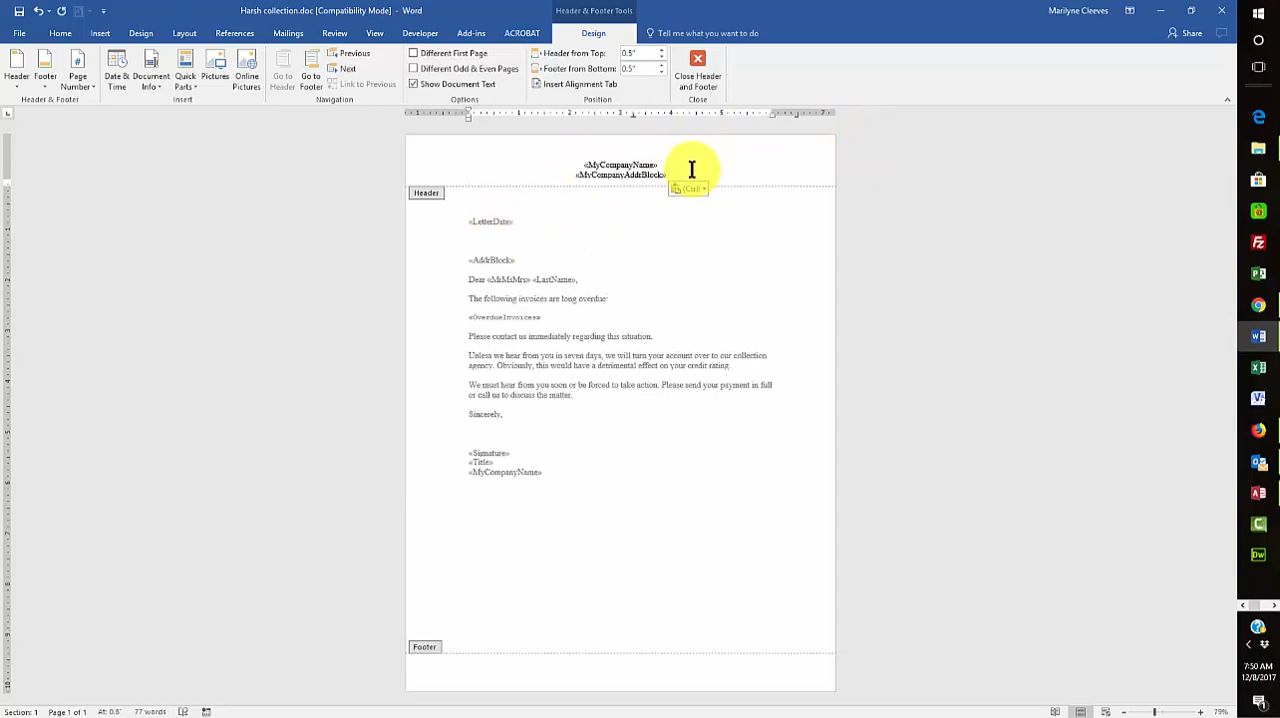 Harsh collection.doc [Compatibility Mode] - Word
Header & Footer Tools
Marilyne Cleeves
File Home Insert Draw Design Layout References Mailings Review View Developer Add-ins ACROBAT Design Tell me what you want to do Share
Header Footer Page Number
Header & Footer
Date & Time Document Info Quick Parts Pictures Online Pictures
Insert
Go to Header Go to Footer
Previous
Next
Link to Previous
Navigation
Different First Page
Different Odd & Even Pages
Show Document Text
Options
Header from Top: 0.5"
Footer from Bottom: 0.5"
Insert Alignment Tab
Position
Close Header and Footer
Close
«MyCompanyName»
«MyCompanyAddrBlock»
(Ctrl)
Header
«LetterDate»
«AddrBlock»
Dear «MrMsMrs» «LastName»,
The following invoices are long overdue:
«OverdueInvoices»
Please contact us immediately regarding this situation.
Unless we hear from you in seven days, we will turn your account over to our collection
agency. Obviously, this would have a detrimental effect on your credit rating.
We must hear from you soon or be forced to take action. Please send your payment in full
or call us to discuss the matter.
Sincerely,
«Signature»
«Title»
«MyCompanyName»
Footer
7:50 AM
12/8/2017
Section: 1 Page 1 of 1 At: 0.6" 77 words 79%